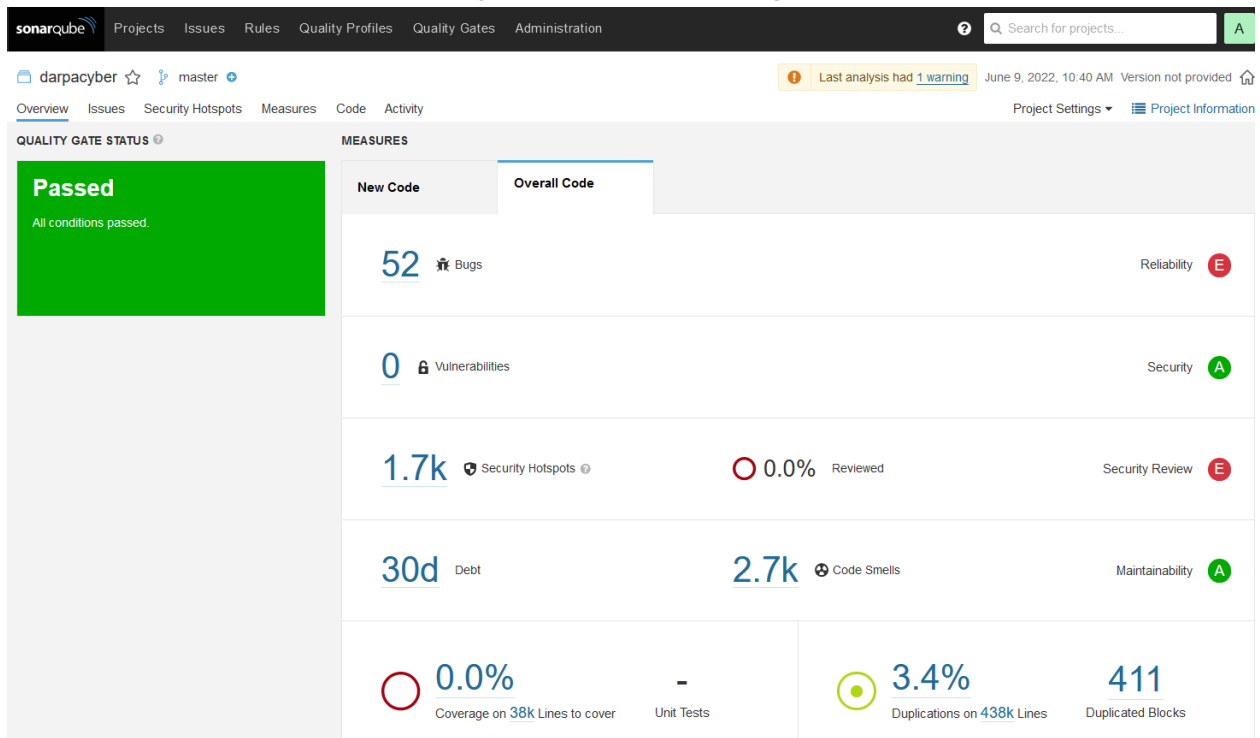 sonarqube Projects Issues Rules Quality Profiles Quality Gates Administration ? Search for projects... A
darpacyber master Last analysis had 1 warning June 9, 2022, 10:40 AM Version not provided
Overview Issues Security Hotspots Measures Code Activity Project Settings Project Information
QUALITY GATE STATUS ? MEASURES
Passed
All conditions passed.
New Code Overall Code
52 Bugs Reliability E
0 Vulnerabilities Security A
1.7k Security Hotspots ? 0.0% Reviewed Security Review E
30d Debt 2.7k Code Smells Maintainability A
0.0% - 3.4% 411
Coverage on 38k Lines to cover Unit Tests Duplications on 438k Lines Duplicated Blocks